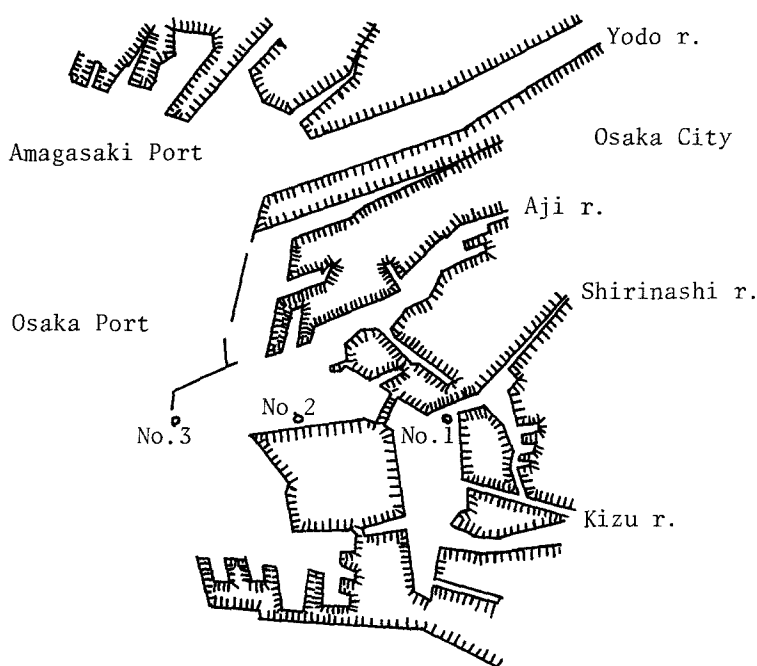 Yodo r.
Osaka City
Amagasaki Port
Aji r.
Shirinashi r.
Osaka Port
No.2
No.3
No.1
Kizu r.